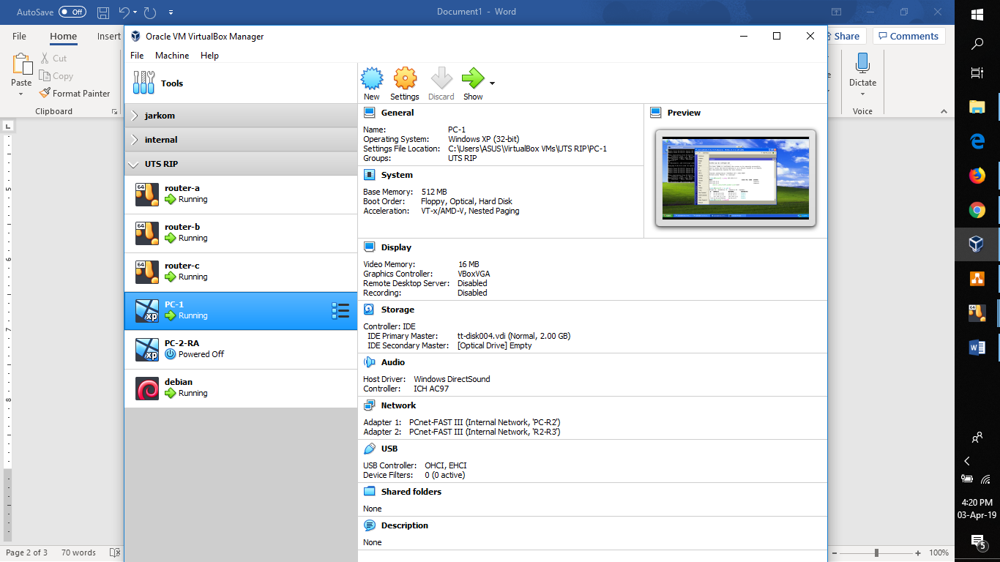 AutoSave Off
Document1 - Word
File Home Insert
Share Comments
Paste
Cut
Copy
Format Painter
Clipboard
Dictate
Voice
Oracle VM VirtualBox Manager
File Machine Help
Tools
New Settings Discard Show
jarkom
internal
UTS RIP
64
router-a
Running
64
router-b
Running
64
router-c
Running
xp
PC-1
Running
xp
PC-2-RA
Powered Off
debian
Running
General
Name: PC-1
Operating System: Windows XP (32-bit)
Settings File Location: C:\Users\ASUS\VirtualBox VMs\UTS RIP\PC-1
Groups: UTS RIP
Preview
System
Base Memory: 512 MB
Boot Order: Floppy, Optical, Hard Disk
Acceleration: VT-x/AMD-V, Nested Paging
Display
Video Memory: 16 MB
Graphics Controller: VBoxVGA
Remote Desktop Server: Disabled
Recording: Disabled
Storage
Controller: IDE
IDE Primary Master: tt-disk004.vdi (Normal, 2.00 GB)
IDE Secondary Master: [Optical Drive] Empty
Audio
Host Driver: Windows DirectSound
Controller: ICH AC97
Network
Adapter 1: PCnet-FAST III (Internal Network, 'PC-R2')
Adapter 2: PCnet-FAST III (Internal Network, 'R2-R3')
USB
USB Controller: OHCI, EHCI
Device Filters: 0 (0 active)
Shared folders
None
Description
None
5
6
7
8
Page 2 of 3 70 words
100%
4:20 PM
03-Apr-19
5